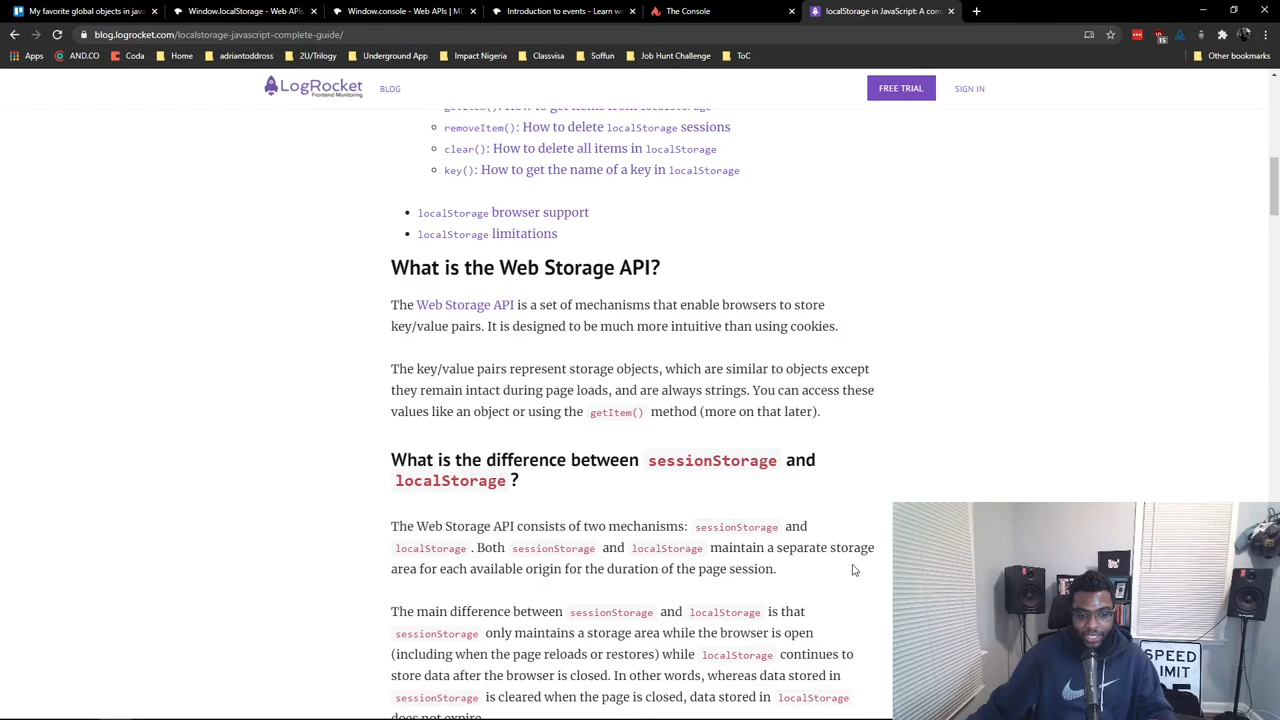 My favorite objects in javascri
Window.localStorage - Web APIs
Window.console - Web APIs | MD
Introduction to events - Learn we
The Console
localStorage in JavaScript: A com
blog.logrocket.com/localstorage-javascript-complete-guide/
Apps AND.CO Coda Home adriantoddross 2U/Trilogy Underground App Impact Nigeria Classvisa Soffun Job Hunt Challenge ToC Other bookmarks
LogRocket
Frontend Monitoring
BLOG
FREE TRIAL
SIGN IN
getItem(): How to get items from localStorage
removeItem(): How to delete localStorage sessions
clear(): How to delete all items in localStorage
key(): How to get the name of a key in localStorage
localStorage browser support
localStorage limitations
What is the Web Storage API?
The Web Storage API is a set of mechanisms that enable browsers to store
key/value pairs. It is designed to be much more intuitive than using cookies.
The key/value pairs represent storage objects, which are similar to objects except
they remain intact during page loads, and are always strings. You can access these
values like an object or using the getItem() method (more on that later).
What is the difference between sessionStorage and
localStorage ?
The Web Storage API consists of two mechanisms: sessionStorage and
localStorage . Both sessionStorage and localStorage maintain a separate storage
area for each available origin for the duration of the page session.
The main difference between sessionStorage and localStorage is that
sessionStorage only maintains a storage area while the browser is open
(including when the page reloads or restores) while localStorage continues to
store data after the browser is closed. In other words, whereas data stored in
sessionStorage is cleared when the page is closed, data stored in localStorage
does not expire.
SPEED
LIMIT